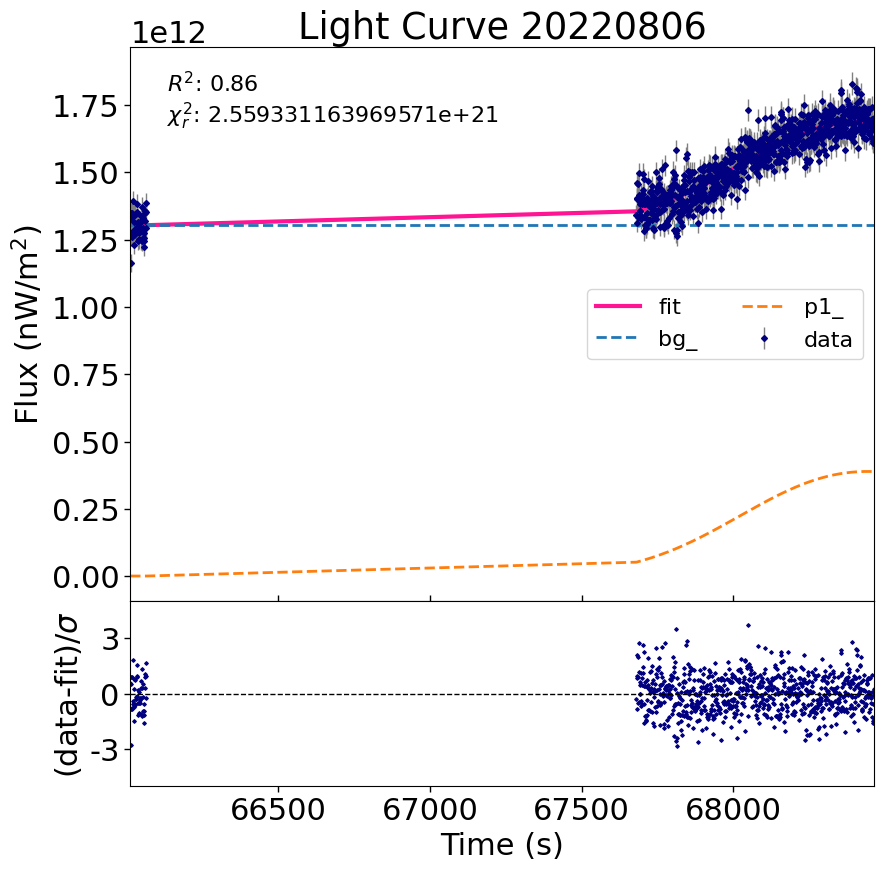 Light Curve 20220806
1e12
R²: 0.86
χᵣ²: 2.559331163969571e+21
1.75
1.50
1.25
1.00
0.75
0.50
0.25
0.00
Flux (nW/m²)
fit
bg_
p1_
data
3
0
-3
(data-fit)/σ
66500
67000
67500
68000
Time (s)